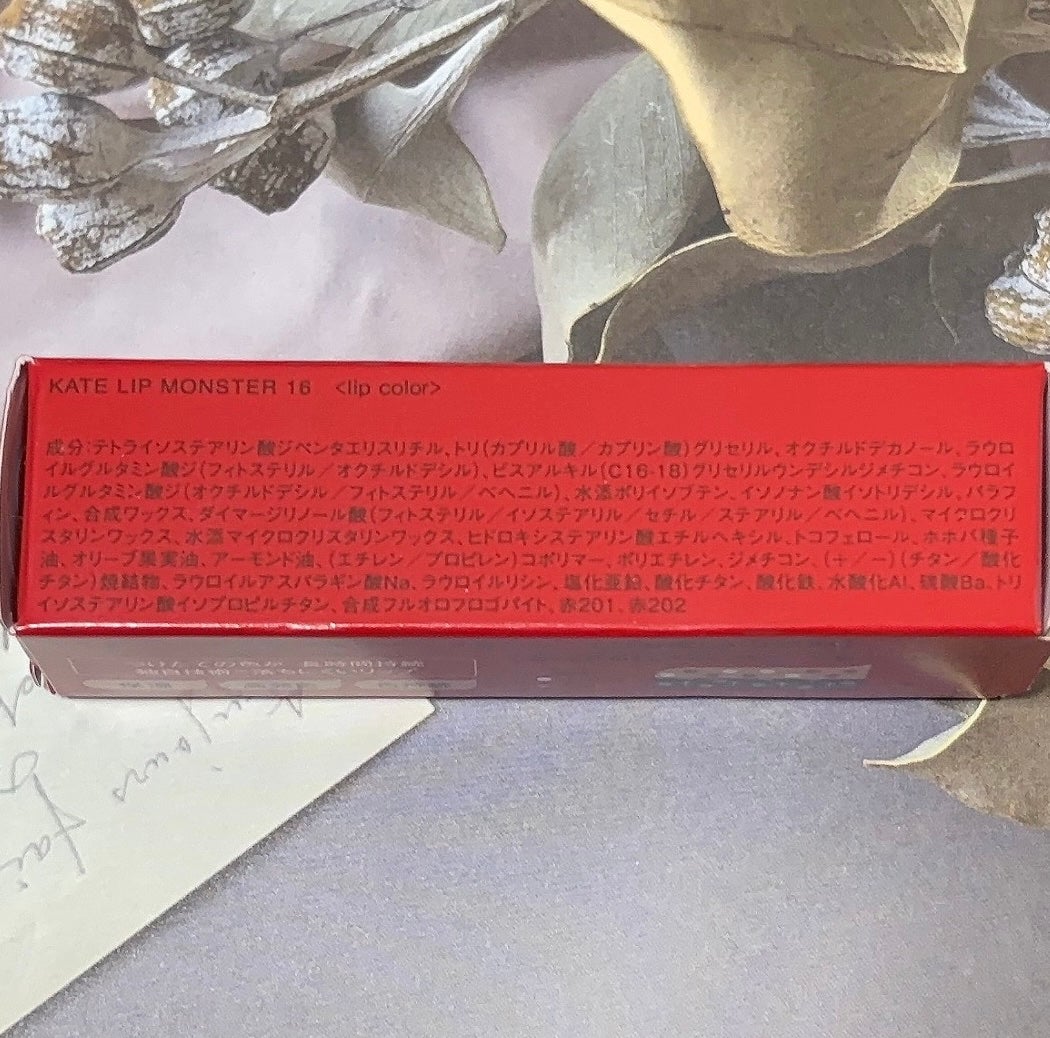 KATE LIP MONSTER 16 <lip color>
成分:テトライソステアリン酸ジペンタエリスリチル、トリ(カプリル酸/カプリン酸)グリセリル、オクチルドデカノール、ラウロ
イルグルタミン酸ジ(フィトステリル/オクチルドデシル)、ビスアルキル(C16-18)グリセリルウンデシルジメチコン、ラウロイ
ルグルタミン酸ジ(オクチルドデシル/フィトステリル/ベヘニル)、水添ポリイソブテン、イソノナン酸イソトリデシル、パラフ
ィン、合成ワックス、ダイマージリノール酸(フィトステリル/イソステアリル/セチル/ステアリル/ベヘニル)、マイクロクリ
スタリンワックス、水添マイクロクリスタリンワックス、ヒドロキシステアリン酸エチルヘキシル、トコフェロール、ホホバ種子
油、オリーブ果実油、アーモンド油、(エチレン/プロピレン)コポリマー、ポリエチレン、ジメチコン、(+/-)(チタン/酸化
チタン)焼結物、ラウロイルアスパラギン酸Na、ラウロイルリシン、塩化亜鉛、酸化チタン、酸化鉄、水酸化Al、硫酸Ba、トリ
イソステアリン酸イソプロピルチタン、合成フルオロフロゴパイト、赤201、赤202
長時間持続